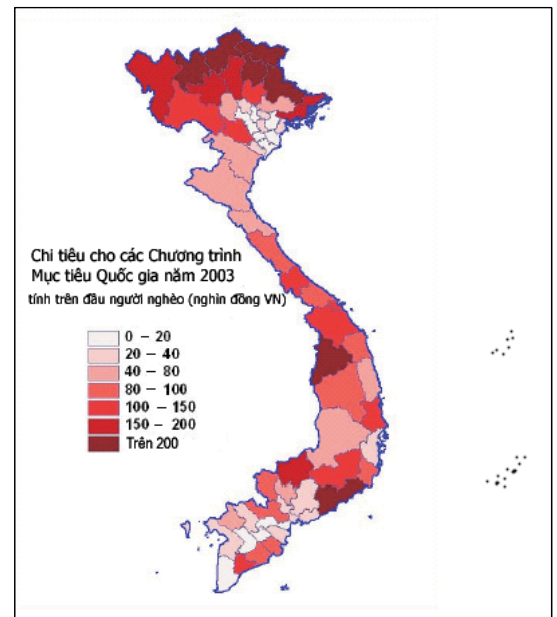 Chi tiêu cho các Chương trình
Mục tiêu Quốc gia năm 2003
tính trên đầu người nghèo (nghìn đồng VN)
0 – 20
20 – 40
40 – 80
80 – 100
100 – 150
150 – 200
Trên 200